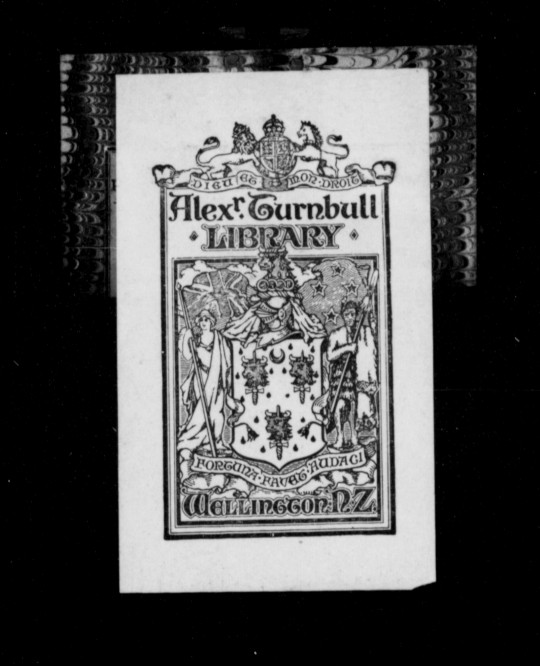 DIEU ET MON DROIT
Alexr. Turnbull
LIBRARY
FORTUNA·FAVET·AUDACI
WELLINGTON·N·Z